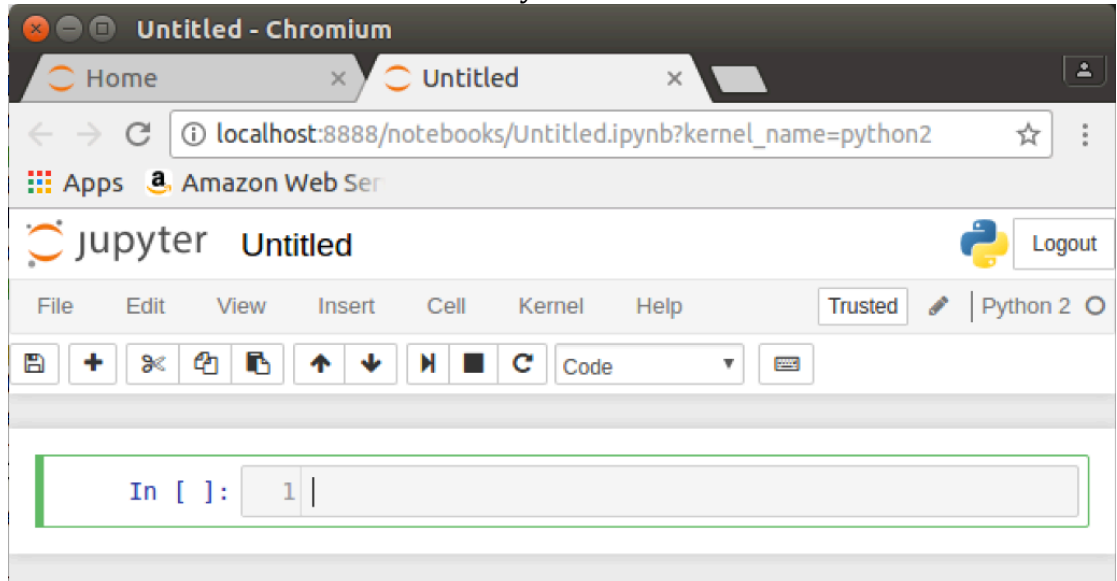 Untitled - Chromium
Home × Untitled ×
localhost:8888/notebooks/Untitled.ipynb?kernel_name=python2
Apps a Amazon Web Ser
jupyter Untitled Logout
File Edit View Insert Cell Kernel Help Trusted Python 2
Code
In [ ]: 1